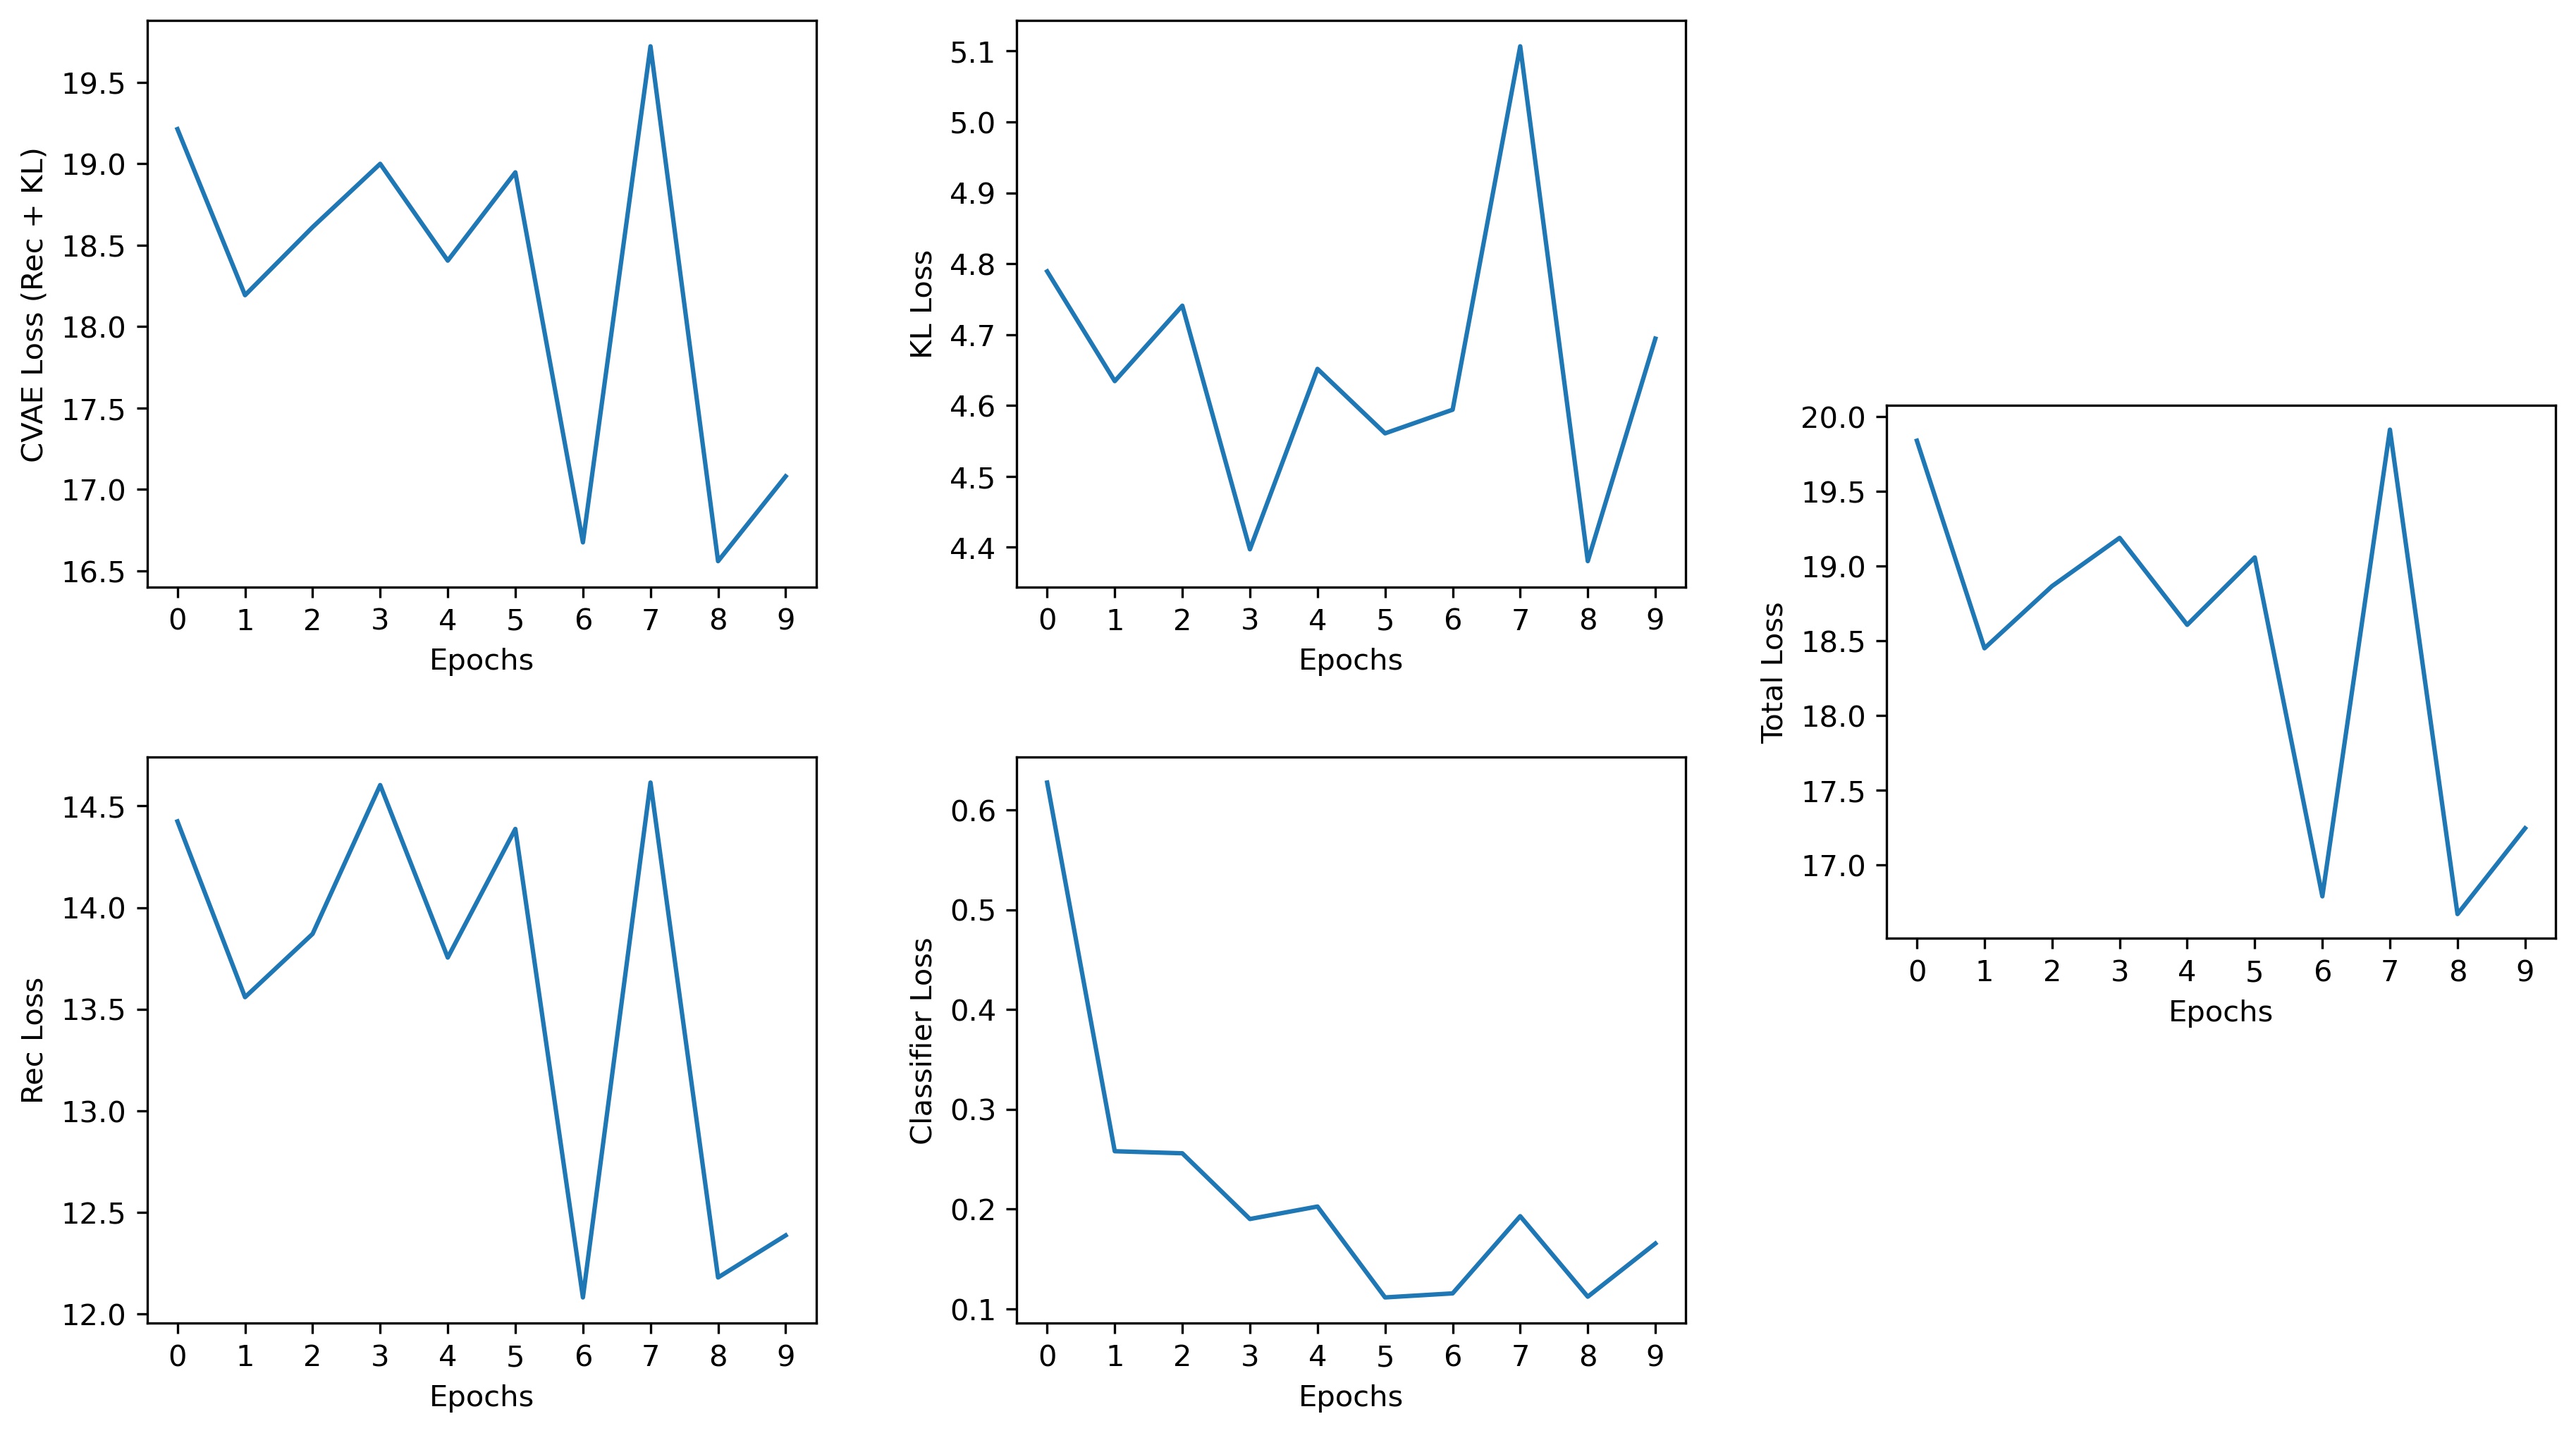 CVAE Loss (Rec + KL)
19.5
19.0
18.5
18.0
17.5
17.0
16.5
0 1 2 3 4 5 6 7 8 9
Epochs
KL Loss
5.1
5.0
4.9
4.8
4.7
4.6
4.5
4.4
0 1 2 3 4 5 6 7 8 9
Epochs
Rec Loss
14.5
14.0
13.5
13.0
12.5
12.0
0 1 2 3 4 5 6 7 8 9
Epochs
Classifier Loss
0.6
0.5
0.4
0.3
0.2
0.1
0 1 2 3 4 5 6 7 8 9
Epochs
Total Loss
20.0
19.5
19.0
18.5
18.0
17.5
17.0
0 1 2 3 4 5 6 7 8 9
Epochs